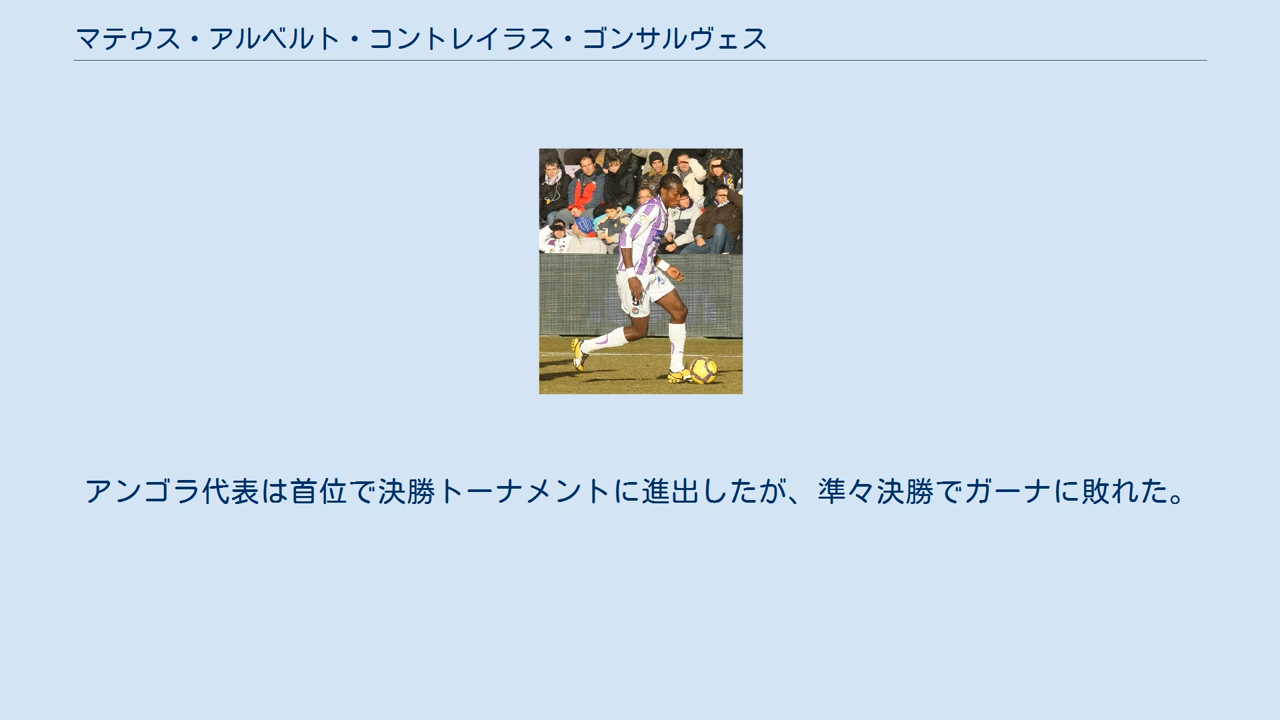 マテウス・アルベルト・コントレイラス・ゴンサルヴェス
アンゴラ代表は首位で決勝トーナメントに進出したが、準々決勝でガーナに敗れた。